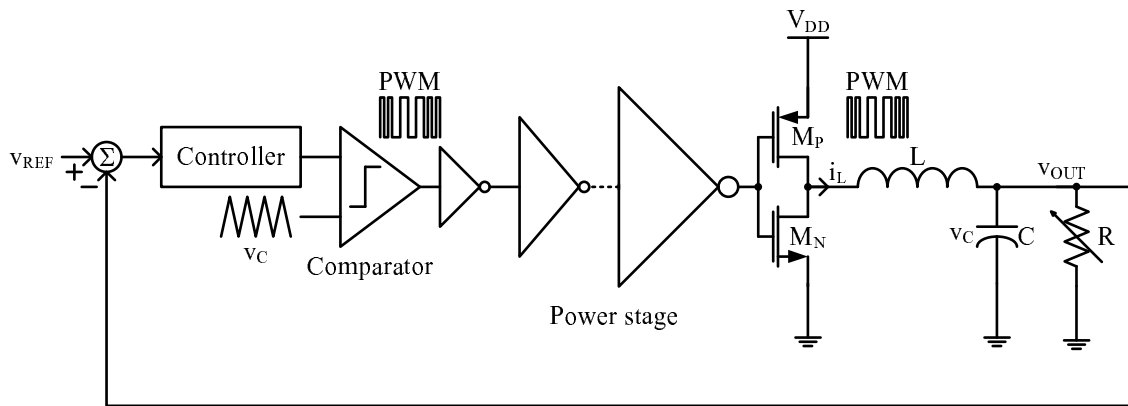 V_DD
PWM
PWM
M_P
v_REF
+
−
Σ
Controller
i_L
L
v_OUT
v_C
Comparator
M_N
v_C
C
R
Power stage